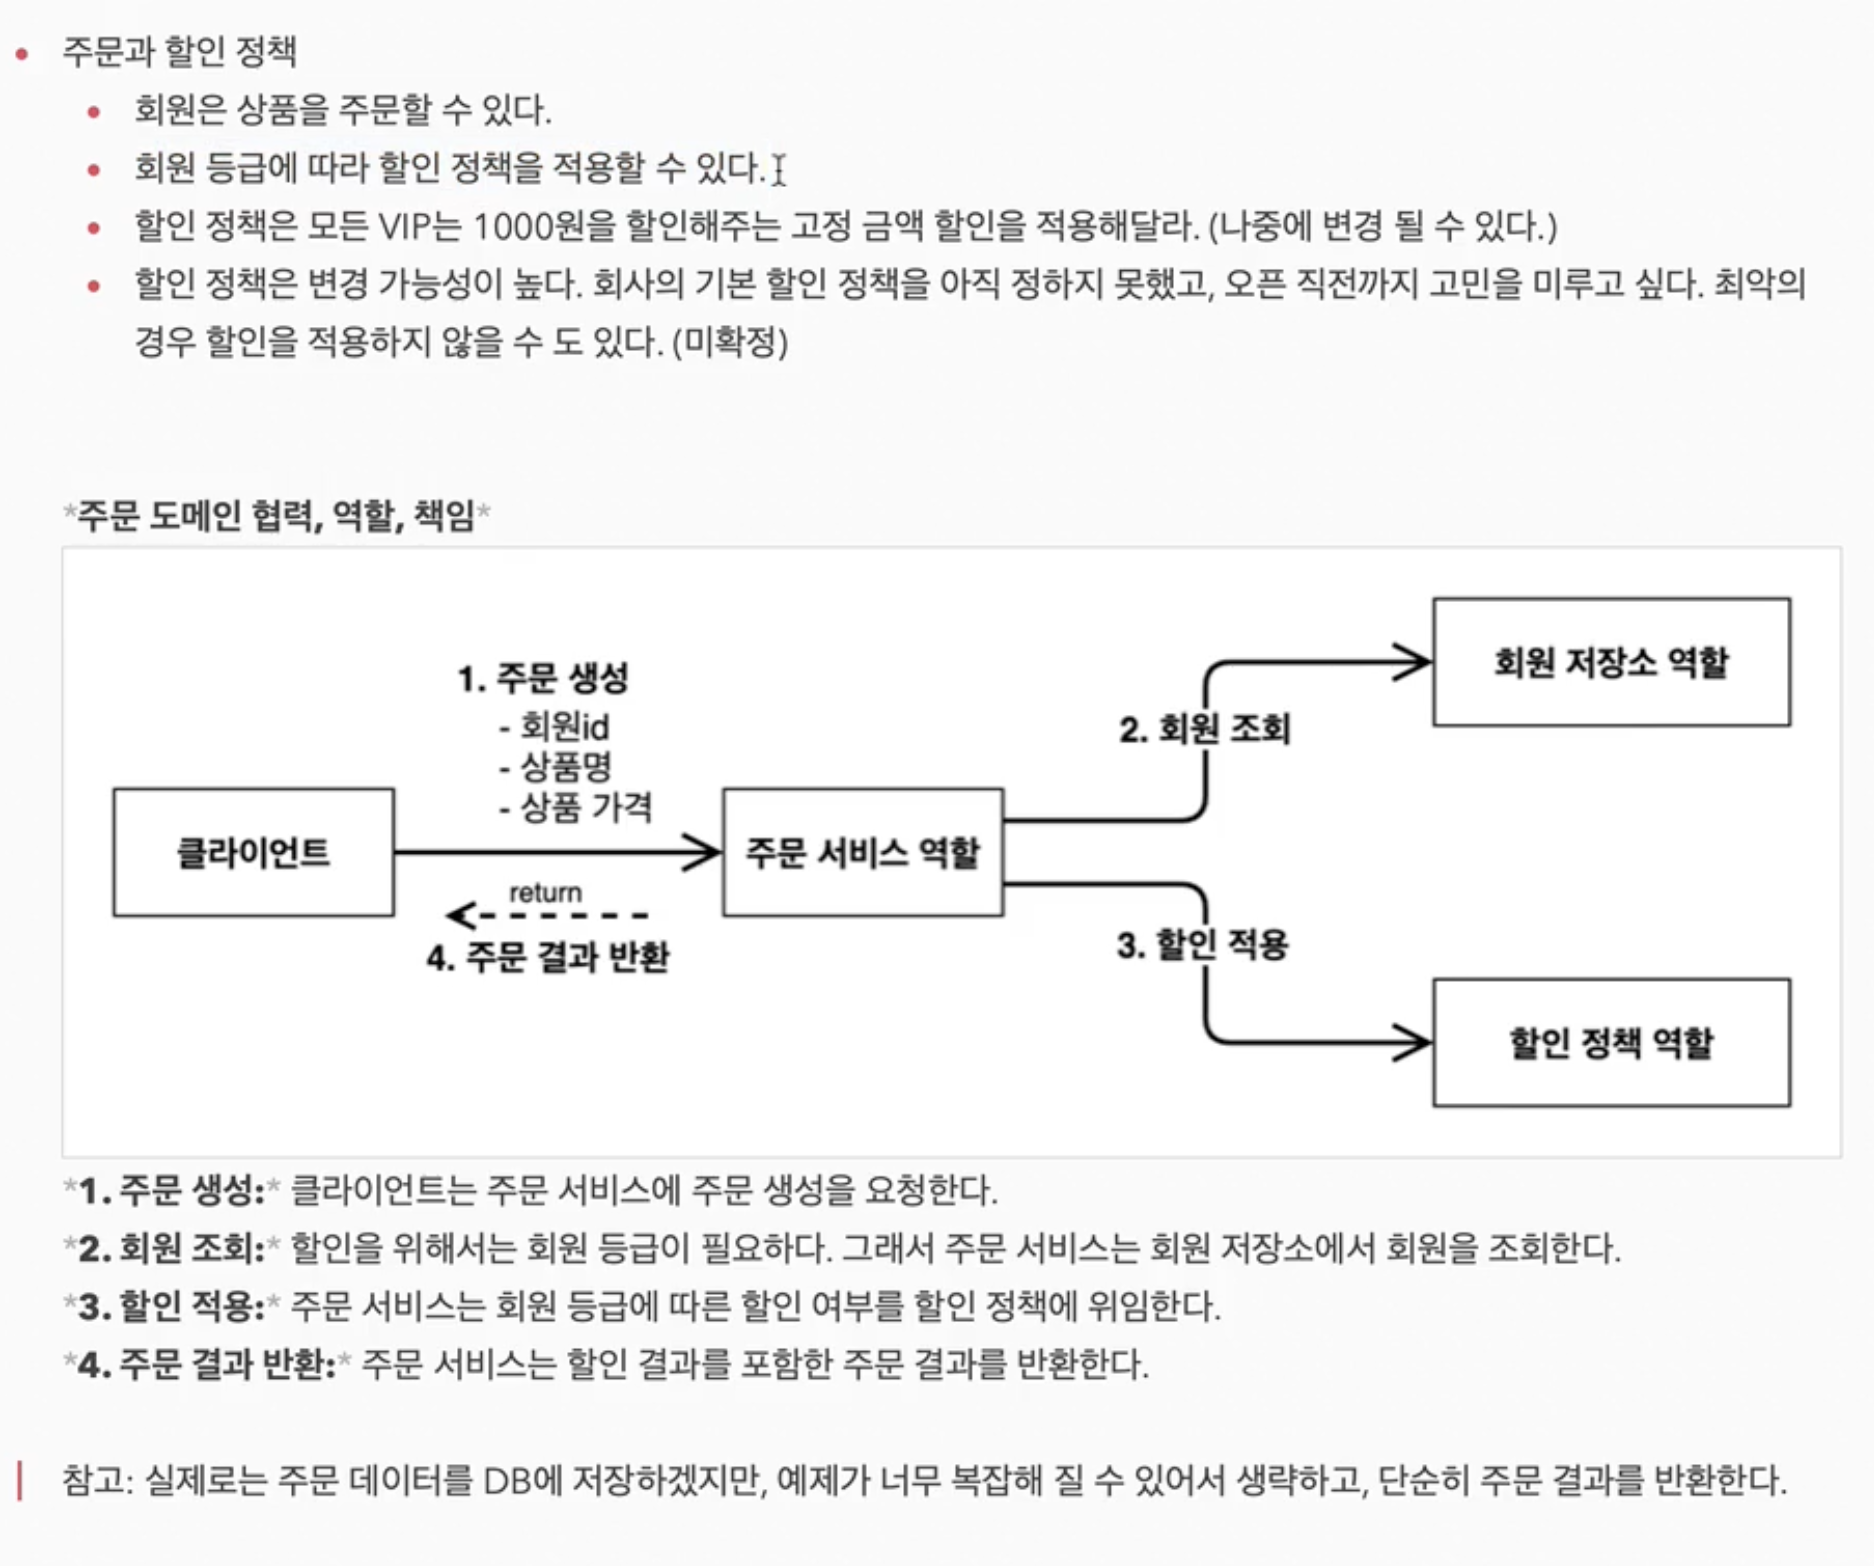 주문과 할인 정책
회원은 상품을 주문할 수 있다.
회원 등급에 따라 할인 정책을 적용할 수 있다.
할인 정책은 모든 VIP는 1000원을 할인해주는 고정 금액 할인을 적용해달라. (나중에 변경 될 수 있다.)
할인 정책은 변경 가능성이 높다. 회사의 기본 할인 정책을 아직 정하지 못했고, 오픈 직전까지 고민을 미루고 싶다. 최악의
경우 할인을 적용하지 않을 수 도 있다. (미확정)
*주문 도메인 협력, 역할, 책임*
1. 주문 생성
- 회원id
- 상품명
- 상품 가격
클라이언트
return
4. 주문 결과 반환
주문 서비스 역할
2. 회원 조회
회원 저장소 역할
3. 할인 적용
할인 정책 역할
*1. 주문 생성:* 클라이언트는 주문 서비스에 주문 생성을 요청한다.
*2. 회원 조회:* 할인을 위해서는 회원 등급이 필요하다. 그래서 주문 서비스는 회원 저장소에서 회원을 조회한다.
*3. 할인 적용:* 주문 서비스는 회원 등급에 따른 할인 여부를 할인 정책에 위임한다.
*4. 주문 결과 반환:* 주문 서비스는 할인 결과를 포함한 주문 결과를 반환한다.
참고: 실제로는 주문 데이터를 DB에 저장하겠지만, 예제가 너무 복잡해 질 수 있어서 생략하고, 단순히 주문 결과를 반환한다.